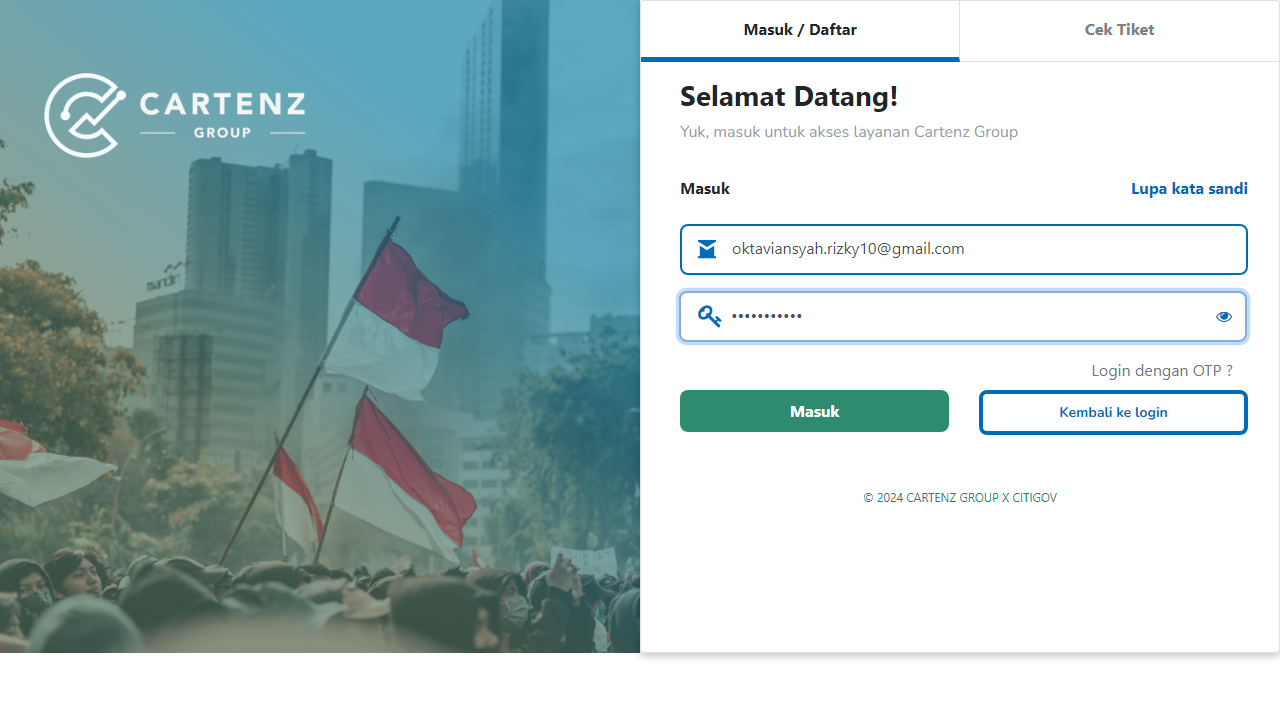 CARTENZ
GROUP
mandiri
Masuk / Daftar
Cek Tiket
Selamat Datang!
Yuk, masuk untuk akses layanan Cartenz Group
Masuk
Lupa kata sandi
oktaviansyah.rizky10@gmail.com
•••••••••••
Login dengan OTP ?
Masuk
Kembali ke login
© 2024 CARTENZ GROUP X CITIGOV